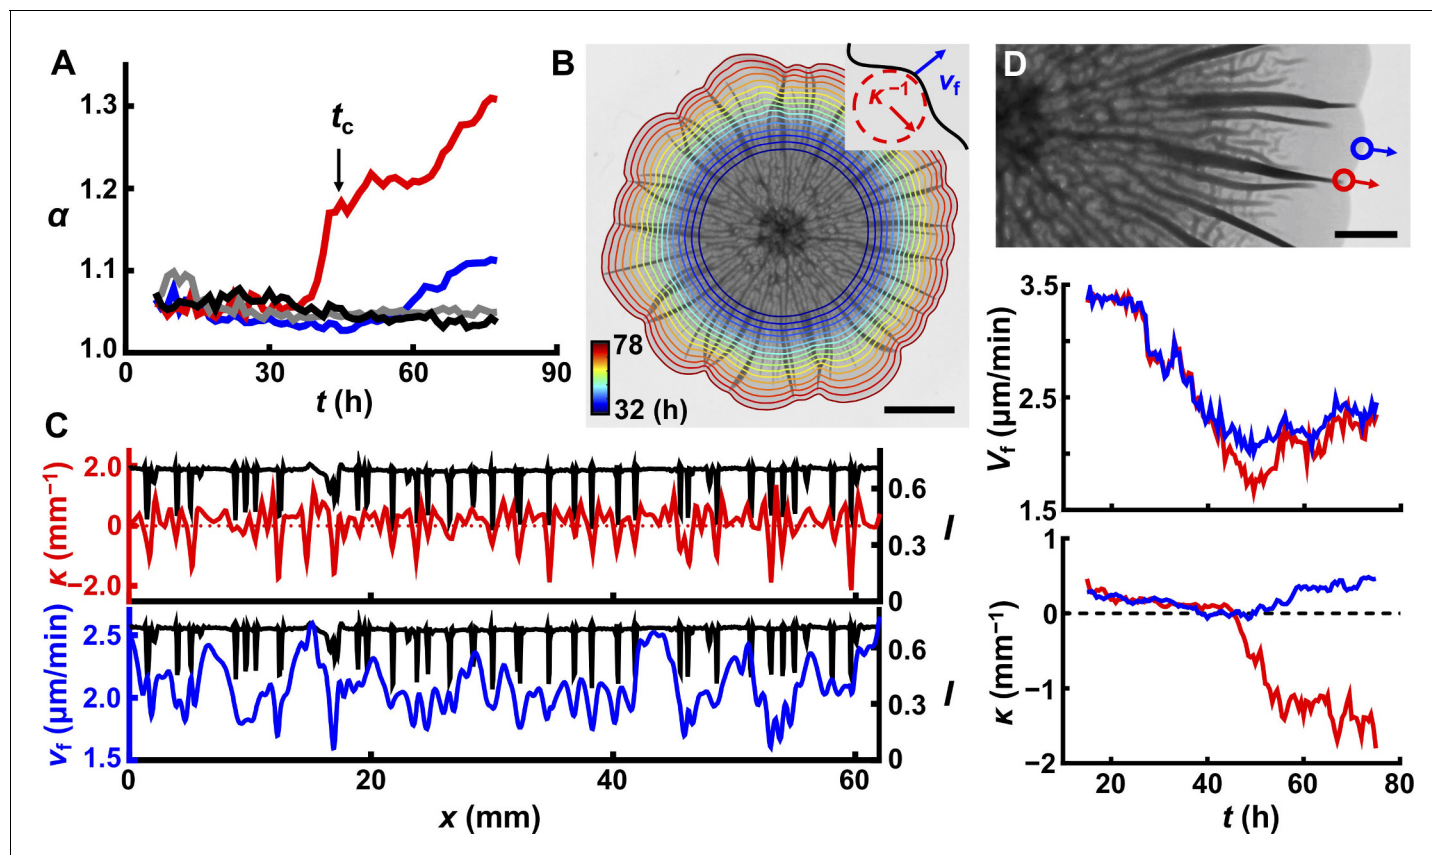 A
1.3
1.2
1.1
1.0
α
t_c
0
30
60
90
t (h)
B
κ⁻¹
v_f
78
32 (h)
C
2.0
0
−2.0
κ (mm⁻¹)
0.6
0.3
0
I
2.5
2.0
1.5
v_f (μm/min)
0.6
0.3
0
I
0
20
40
60
x (mm)
D
3.5
2.5
1.5
V_f (μm/min)
1
0
−1
−2
κ (mm⁻¹)
20
40
60
80
t (h)